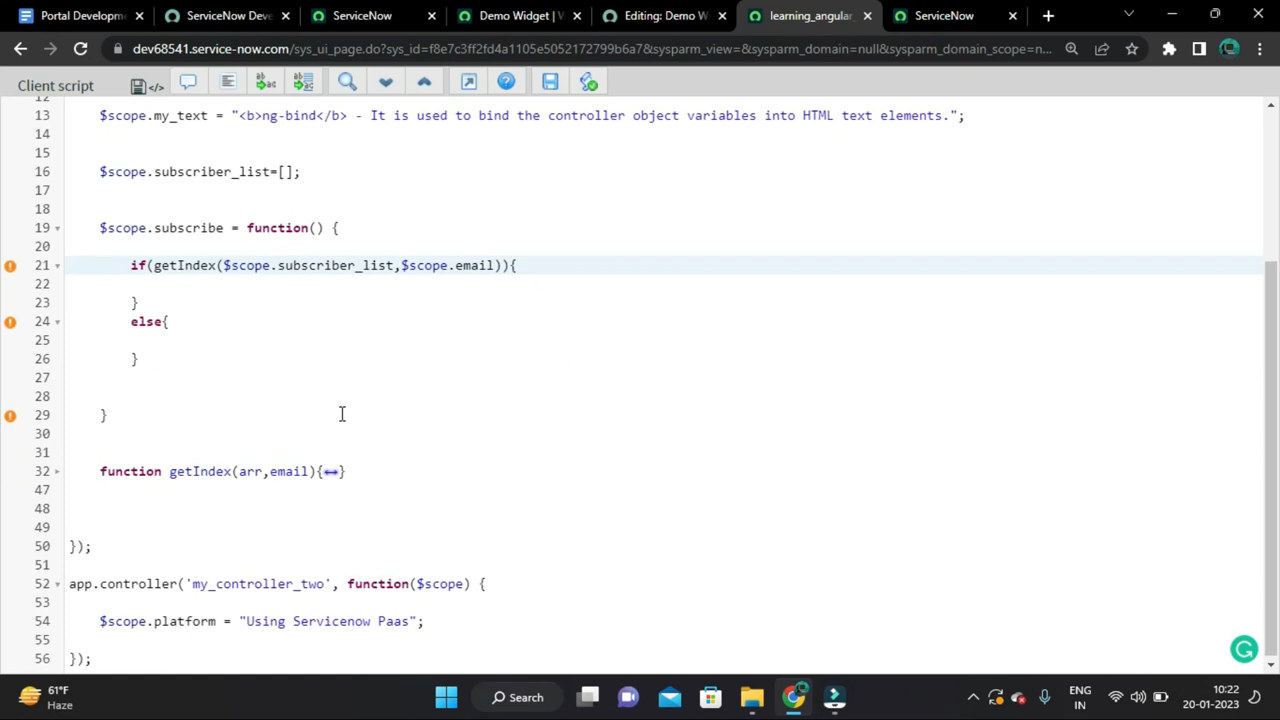 Portal Developm
ServiceNow Deve
ServiceNow
Demo Widget | W
Editing: Demo W
learning_angular
ServiceNow
dev68541.service-now.com/sys_ui_page.do?sys_id=f8e7c3ff2fd4a1105e5052172799b6a7&sysparm_view=&sysparm_domain=null&sysparm_domain_scope=n...
Client script
12
13 $scope.my_text = "<b>ng-bind</b> - It is used to bind the controller object variables into HTML text elements.";
14
15
16 $scope.subscriber_list=[];
17
18
19 $scope.subscribe = function() {
20
21 if(getIndex($scope.subscriber_list,$scope.email)){
22
23 }
24 else{
25
26 }
27
28
29 }
30
31
32 function getIndex(arr,email){↔}
47
48
49
50 });
51
52 app.controller('my_controller_two', function($scope) {
53
54 $scope.platform = "Using Servicenow Paas";
55
56 });
61°F
Haze
Search
ENG
IN
10:22
20-01-2023